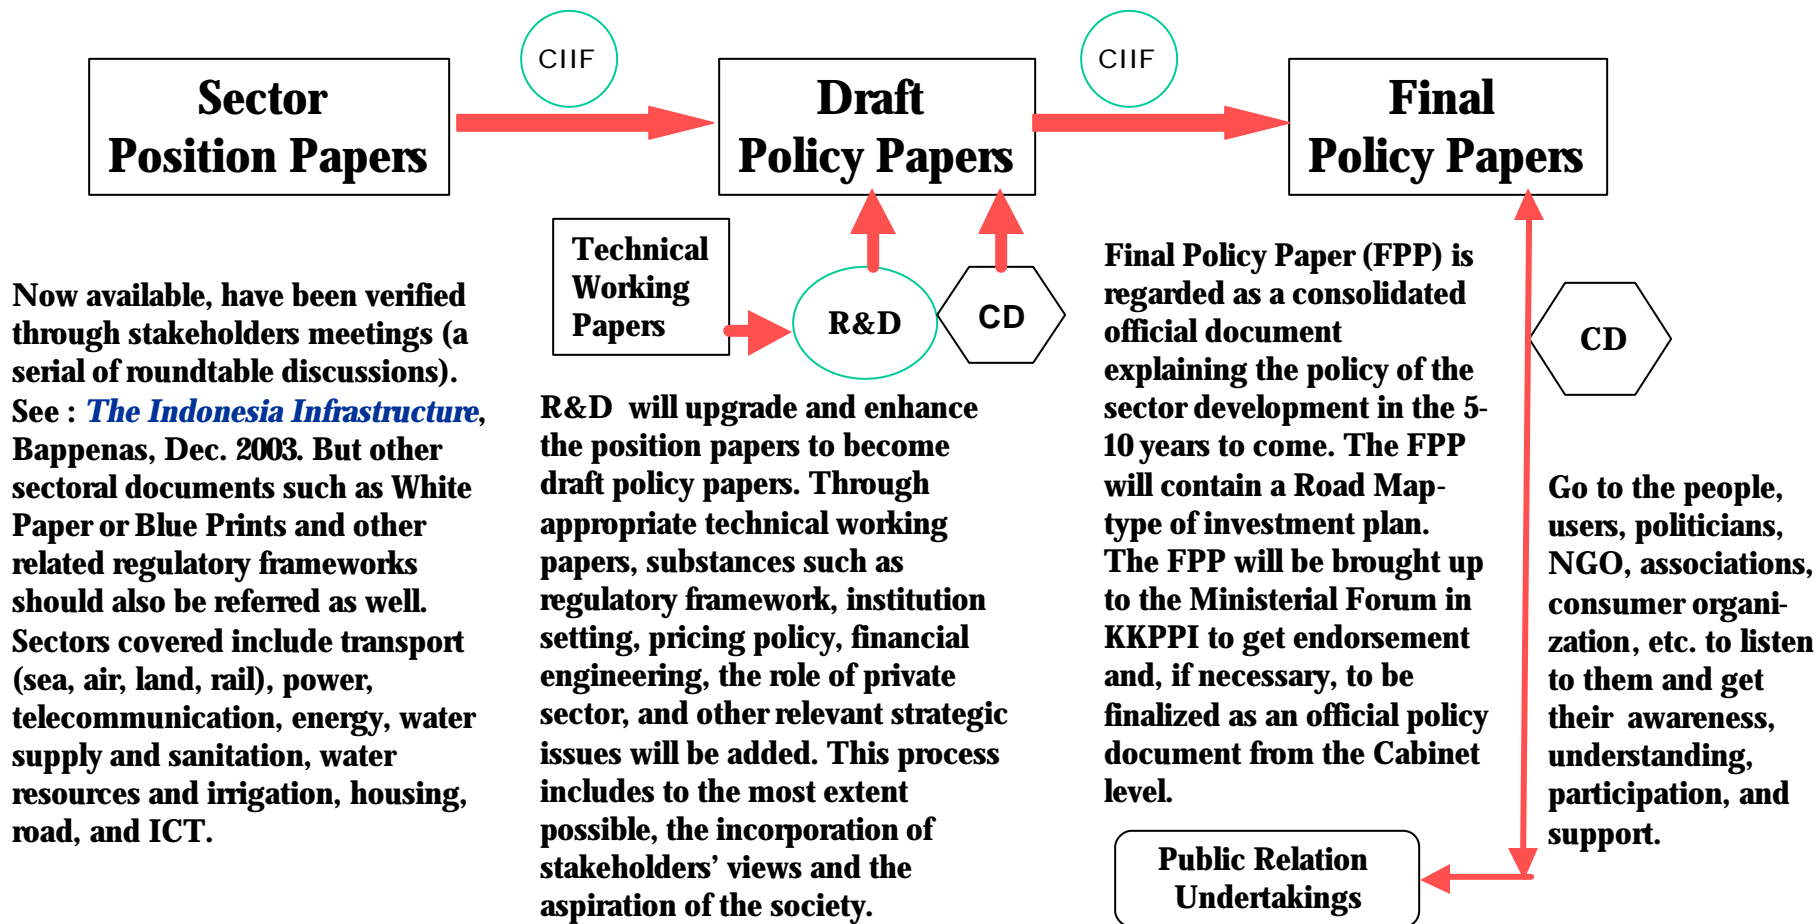 CIIF
CIIF
Sector
Position Papers
Draft
Policy Papers
Final
Policy Papers
Now available, have been verified
through stakeholders meetings (a
serial of roundtable discussions).
See : The Indonesia Infrastructure,
Bappenas, Dec. 2003. But other
sectoral documents such as White
Paper or Blue Prints and other
related regulatory frameworks
should also be referred as well.
Sectors covered include transport
(sea, air, land, rail), power,
telecommunication, energy, water
supply and sanitation, water
resources and irrigation, housing,
road, and ICT.
Technical
Working
Papers
R&D
CD
R&D will upgrade and enhance
the position papers to become
draft policy papers. Through
appropriate technical working
papers, substances such as
regulatory framework, institution
setting, pricing policy, financial
engineering, the role of private
sector, and other relevant strategic
issues will be added. This process
includes to the most extent
possible, the incorporation of
stakeholders’ views and the
aspiration of the society.
Final Policy Paper (FPP) is
regarded as a consolidated
official document
explaining the policy of the
sector development in the 5-
10 years to come. The FPP
will contain a Road Map-
type of investment plan.
The FPP will be brought up
to the Ministerial Forum in
KKPPI to get endorsement
and, if necessary, to be
finalized as an official policy
document from the Cabinet
level.
CD
Go to the people,
users, politicians,
NGO, associations,
consumer organi-
zation, etc. to listen
to them and get
their awareness,
understanding,
participation, and
support.
Public Relation
Undertakings